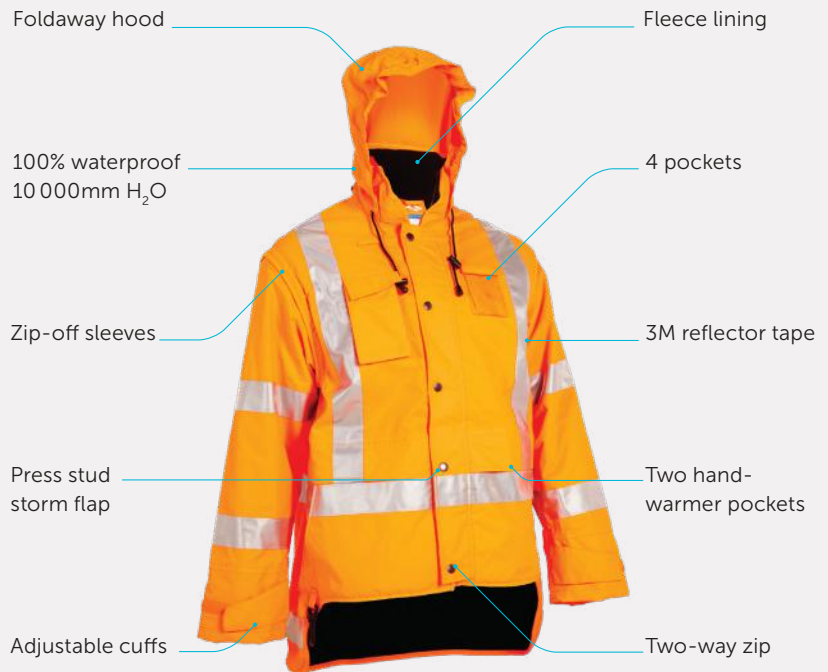 Foldaway hood
Fleece lining
100% waterproof
10 000mm H₂O
4 pockets
Zip-off sleeves
3M reflector tape
Press stud
storm flap
Two hand-
warmer pockets
Adjustable cuffs
Two-way zip